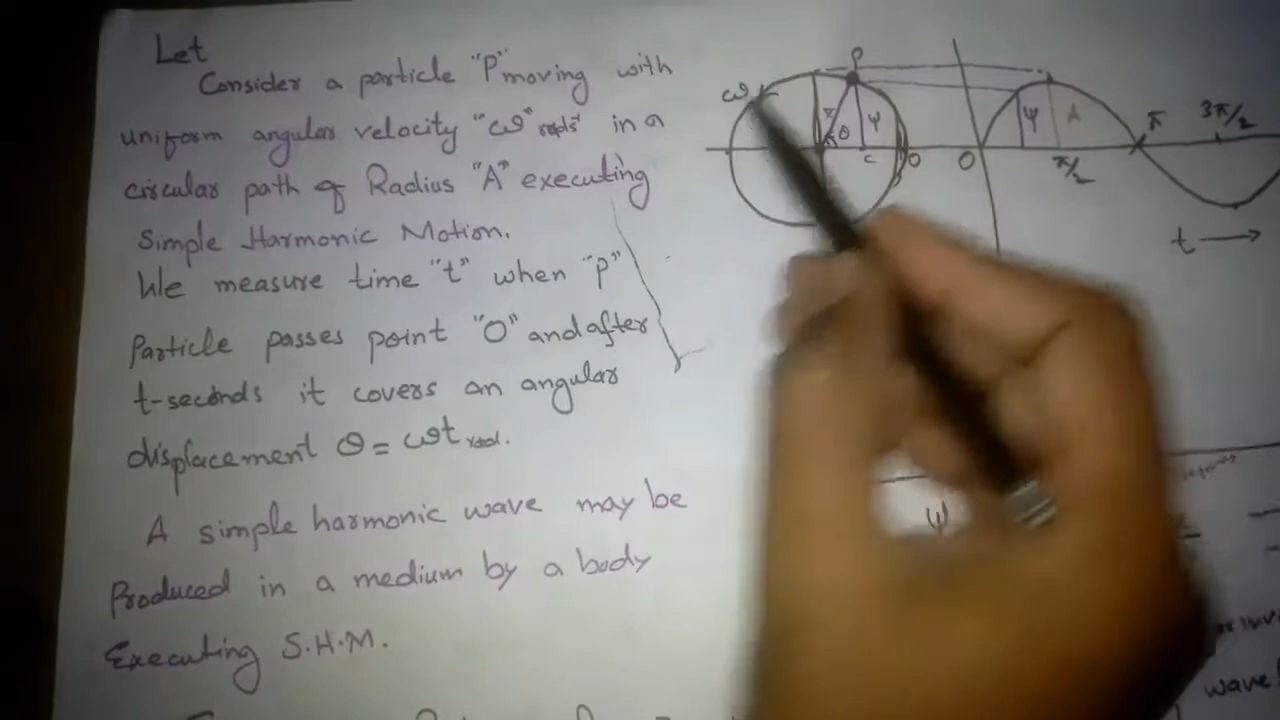 Let
Consider a particle "P" moving with
uniform angular velocity "ω" rad/s in a
circular path of Radius "A" executing
Simple Harmonic Motion.
We measure time "t" when "P"
Particle passes point "O" and after
t-seconds it covers an angular
displacement θ = ωt rad.
A simple harmonic wave may be
Produced in a medium by a body
Executing S.H.M.
P
ω
θ
ψ
C
O
O
ψ
A
π/2
π
3π/2
t →
ψ
wave